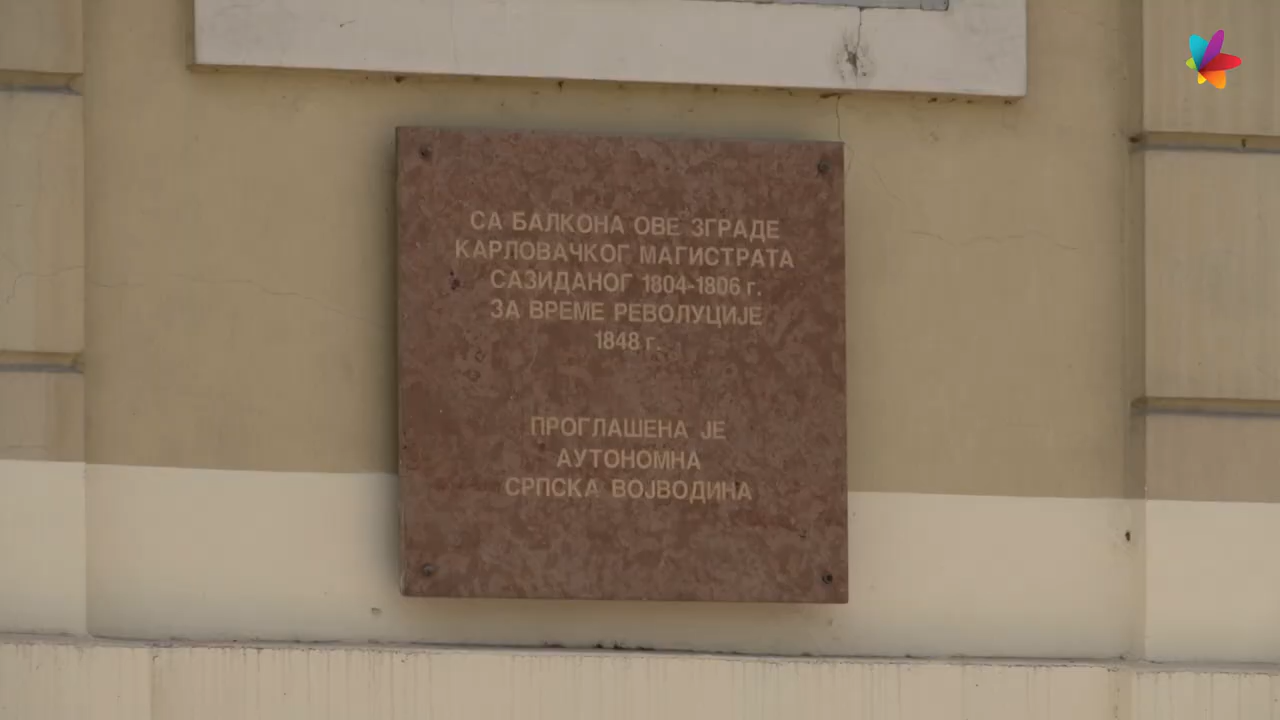 СА БАЛКОНА ОВЕ ЗГРАДЕ
КАРЛОВАЧКОГ МАГИСТРАТА
САЗИДАНОГ 1804-1806 г.
ЗА ВРЕМЕ РЕВОЛУЦИЈЕ
1848 г.
ПРОГЛАШЕНА ЈЕ
АУТОНОМНА
СРПСКА ВОЈВОДИНА